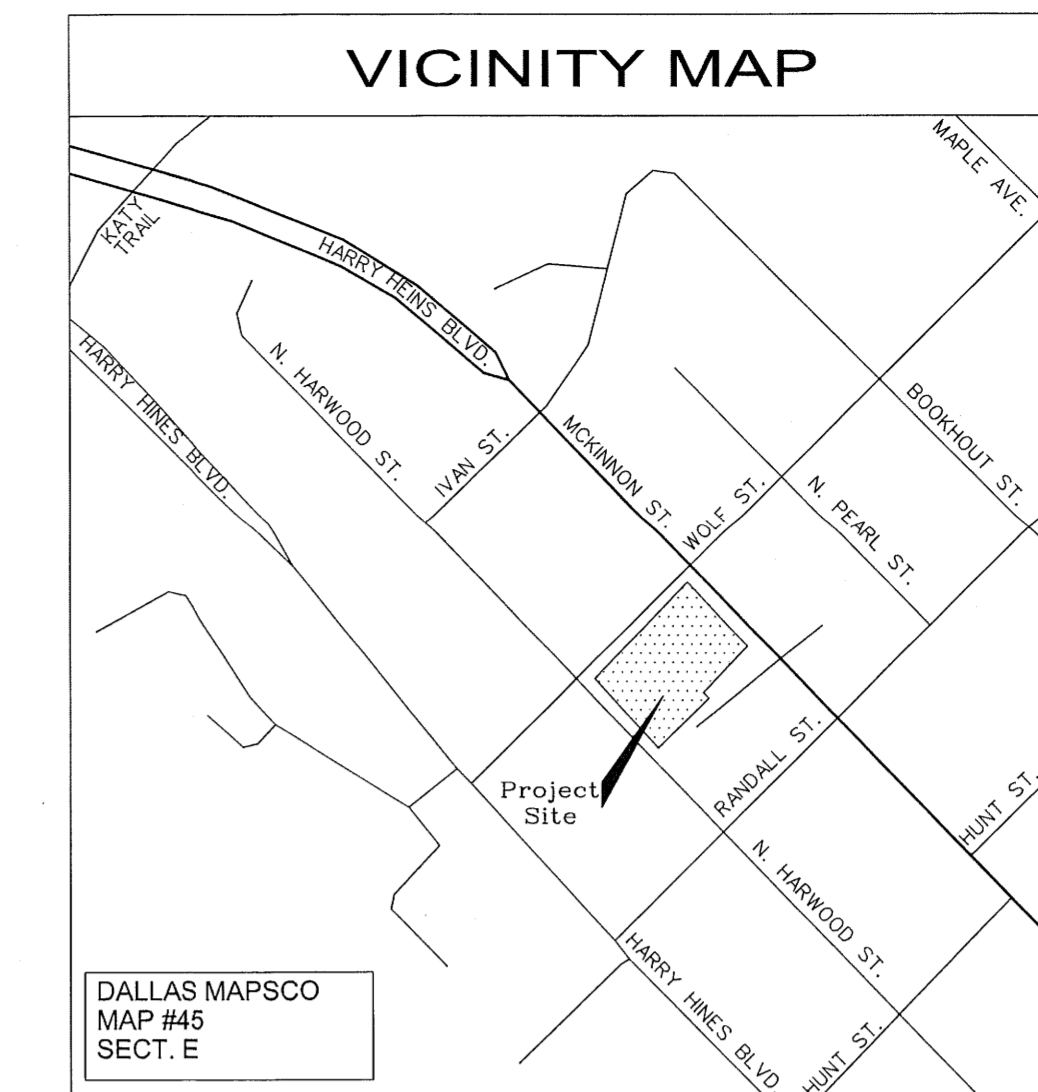 VICINITY MAP
MAPLE AVE.
KATY
TRAIL
HARRY HEINS BLVD.
HARRY HINES BLVD.
N. HARWOOD ST.
IVAN ST.
MCKINNON ST.
WOLF ST.
BOOKHOUT ST.
N. PEARL ST.
Project
Site
RANDALL ST.
HUNT ST.
N. HARWOOD ST.
HARRY HINES BLVD
HUNT ST.
DALLAS MAPSCO
MAP #45
SECT. E